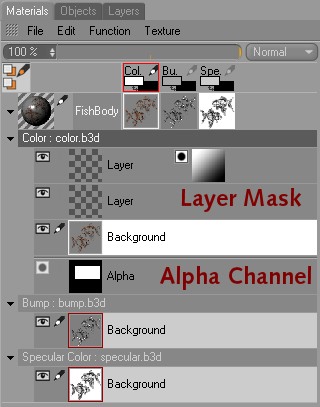 Materials Objects Layers
File Edit Function Texture
100 % Normal
Col. Bu. Spe.
FishBody
Color : color.b3d
Layer
Layer
Layer Mask
Background
Alpha
Alpha Channel
Bump : bump.b3d
Background
Specular Color : specular.b3d
Background